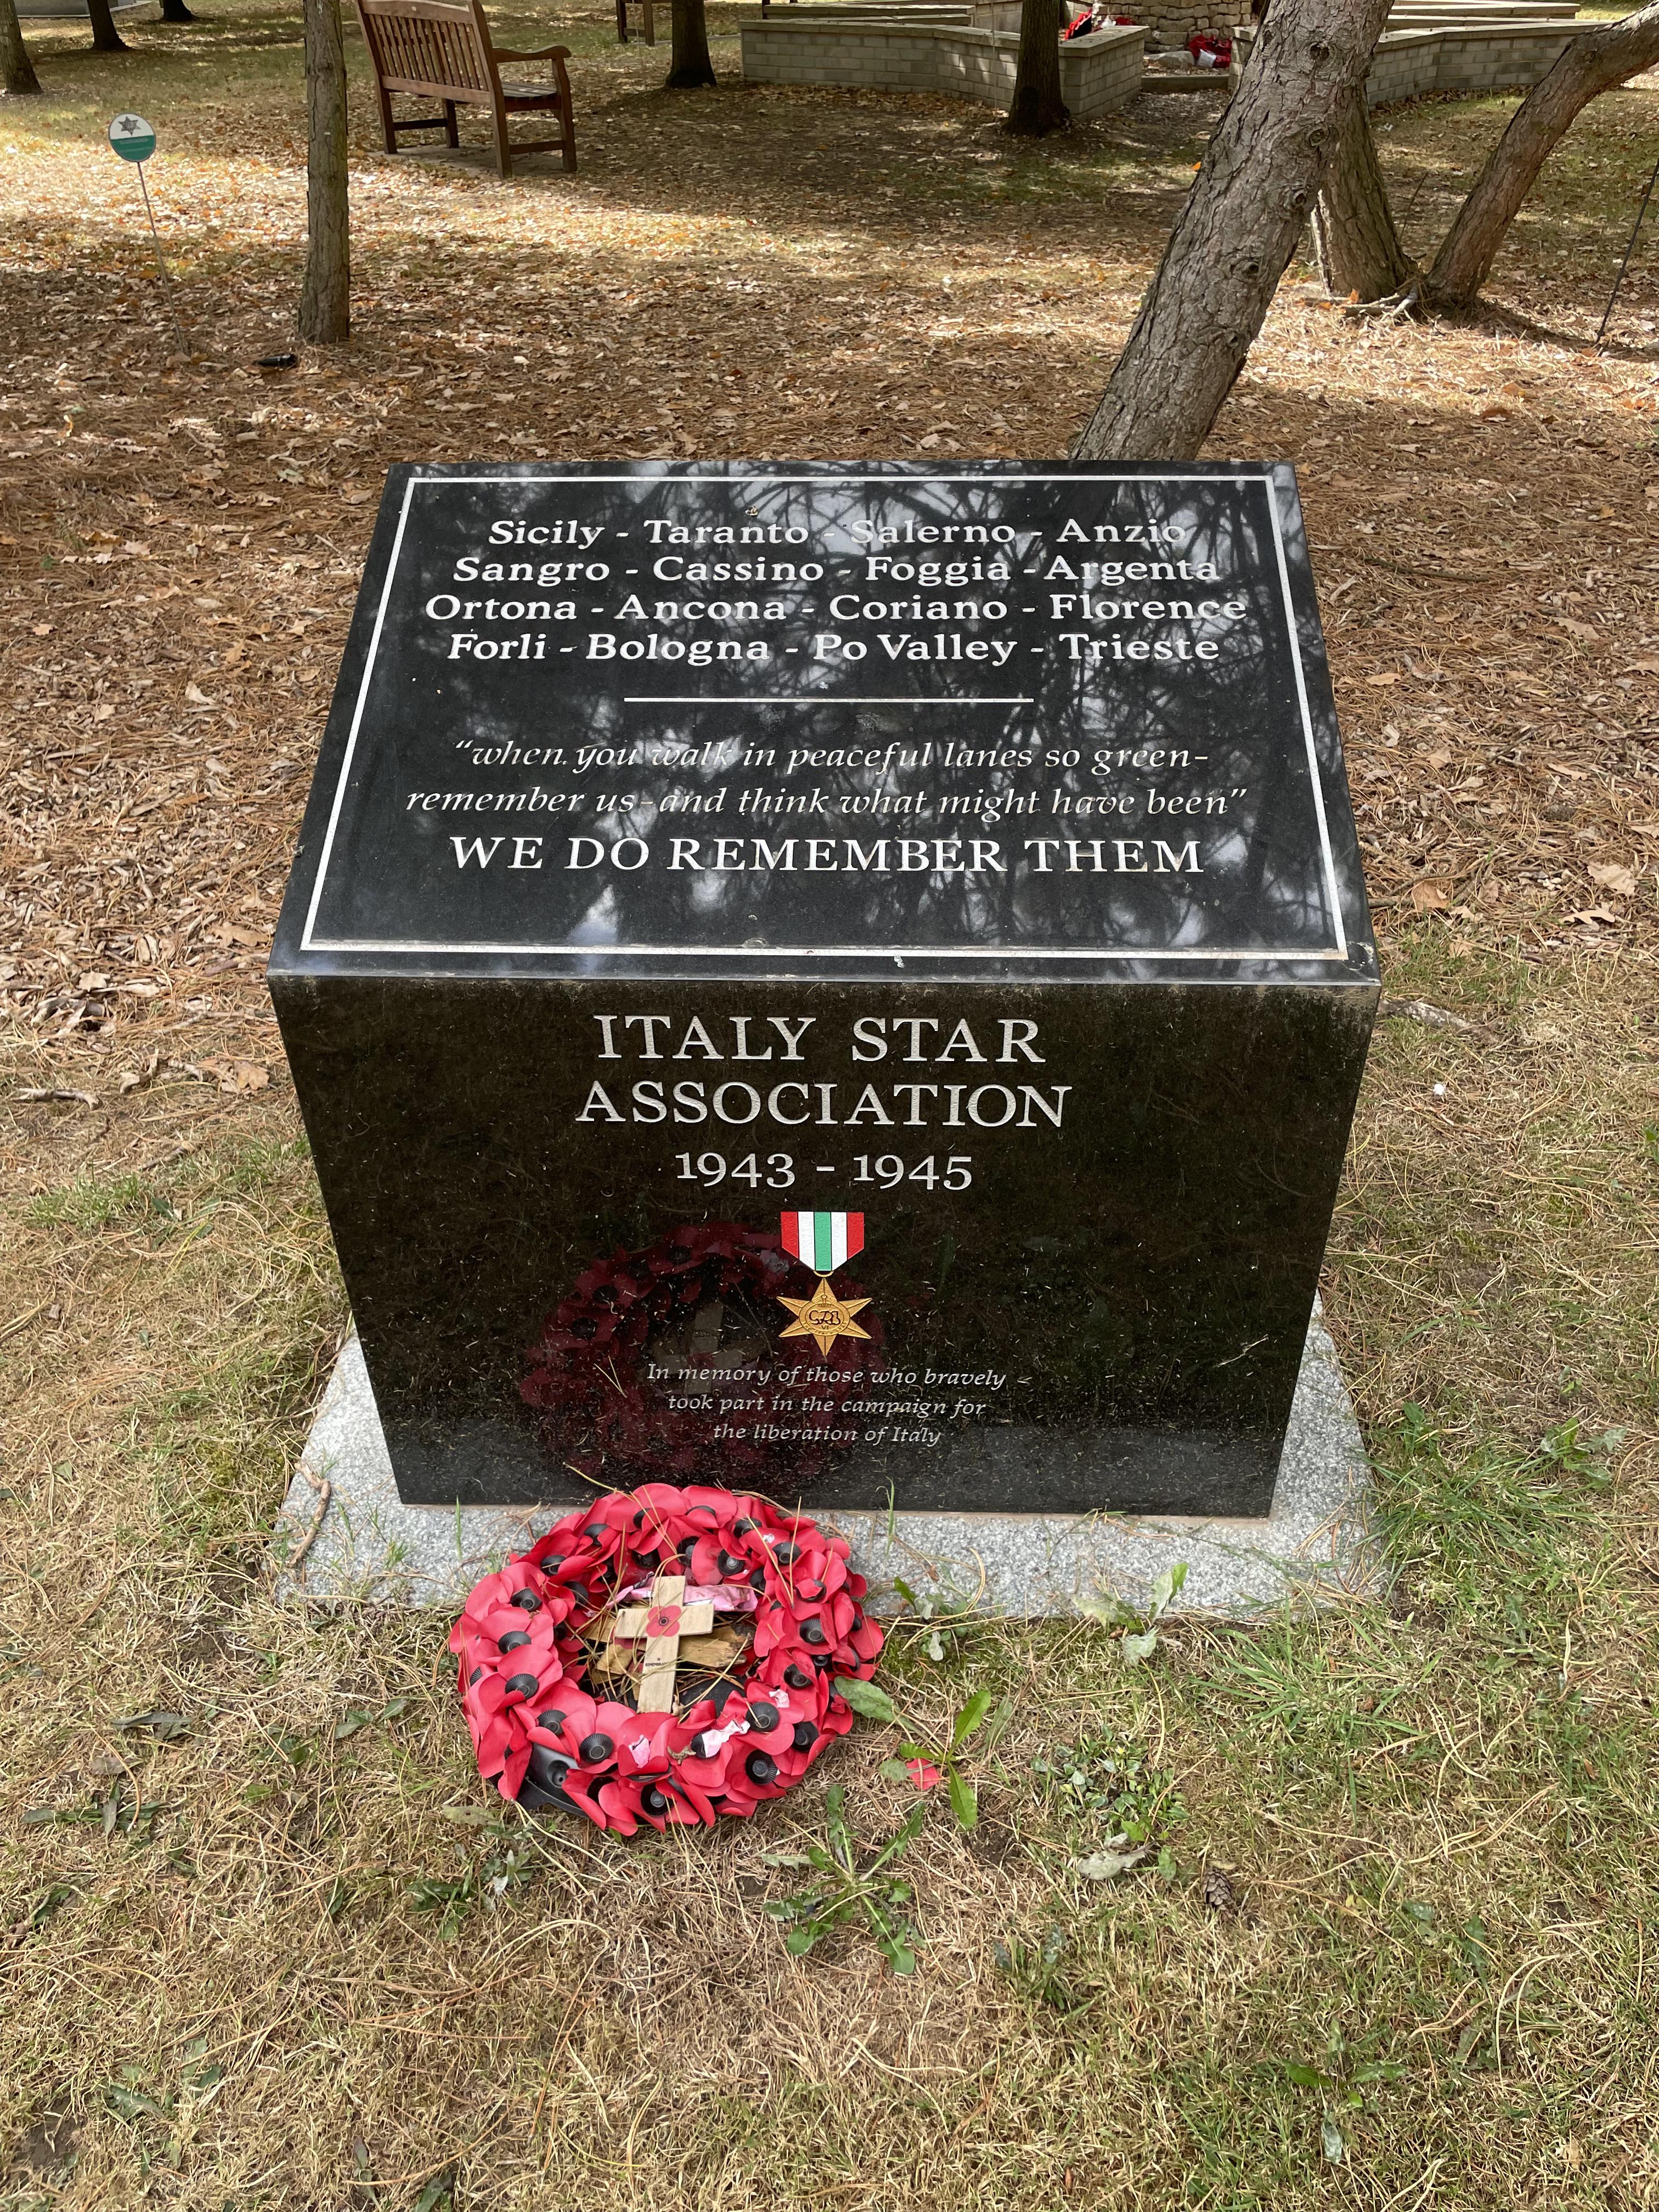 Sicily - Taranto - Salerno - Anzio
Sangro - Cassino - Foggia - Argenta
Ortona - Ancona - Coriano - Florence
Forli - Bologna - Po Valley - Trieste
“when you walk in peaceful lanes so green-
remember us-and think what might have been”
WE DO REMEMBER THEM
ITALY STAR
ASSOCIATION
1943 - 1945
In memory of those who bravely
took part in the campaign for
the liberation of Italy